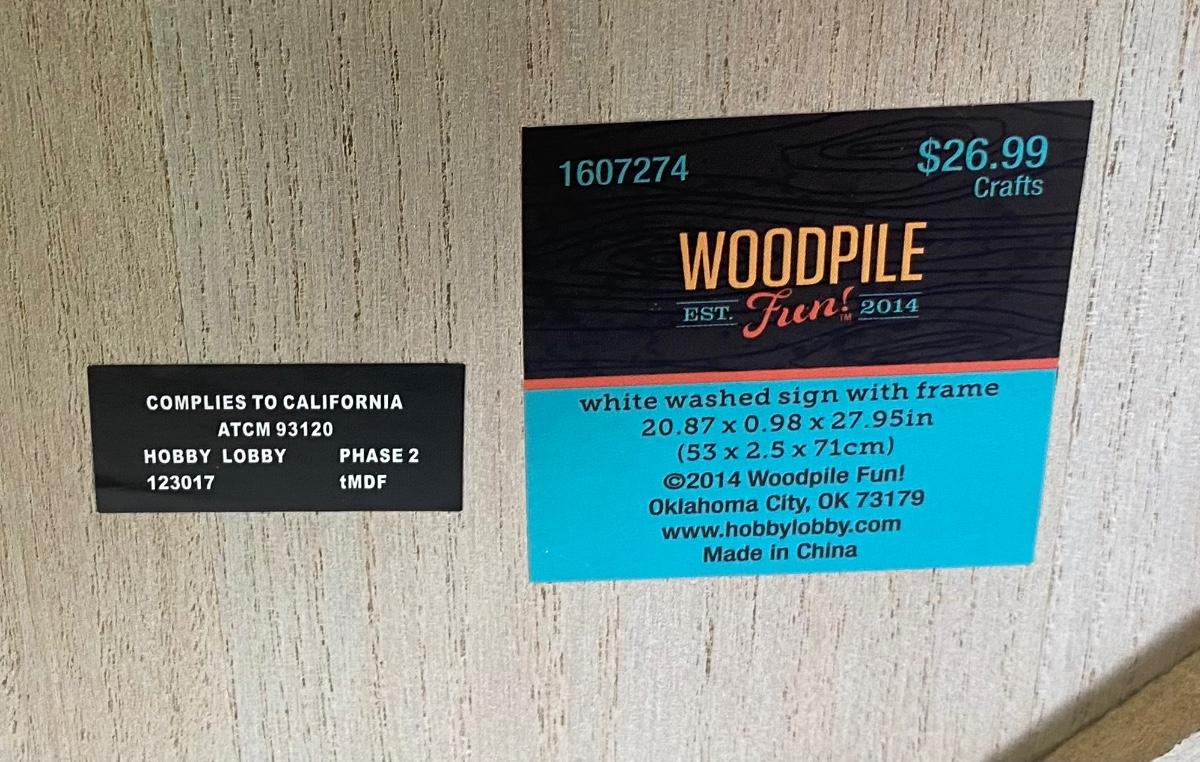 COMPLIES TO CALIFORNIA
ATCM 93120
HOBBY LOBBY PHASE 2
123017 tMDF
1607274 $26.99
Crafts
WOODPILE
EST. Fun!™ 2014
white washed sign with frame
20.87 x 0.98 x 27.95in
(53 x 2.5 x 71cm)
©2014 Woodpile Fun!
Oklahoma City, OK 73179
www.hobbylobby.com
Made in China